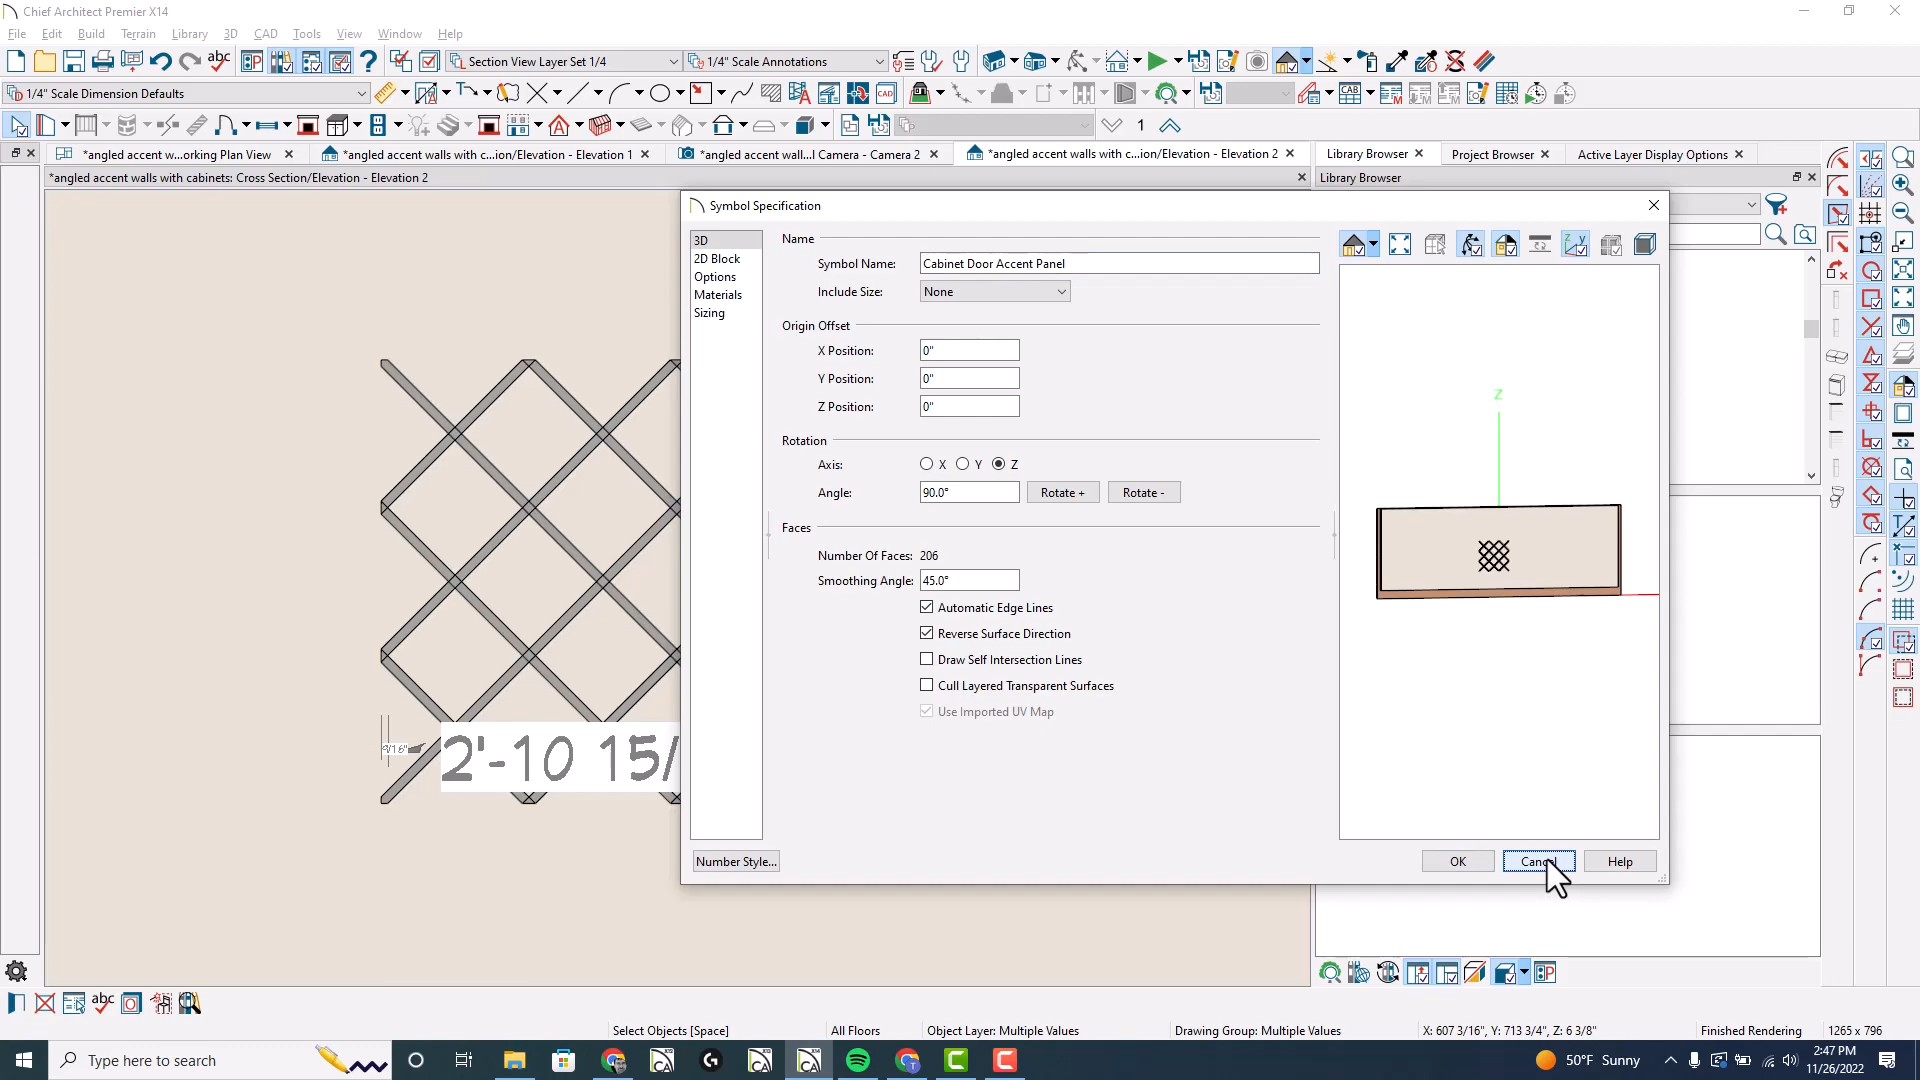 Chief Architect Premier X14
File Edit Build Terrain Library 3D CAD Tools View Window Help
Section View Layer Set 1/4
1/4" Scale Annotations
1/4" Scale Dimension Defaults
1
*angled accent w...orking Plan View
*angled accent walls with c...ion/Elevation - Elevation 1
*angled accent wall...l Camera - Camera 2
*angled accent walls with c...ion/Elevation - Elevation 2
Library Browser
Project Browser
Active Layer Display Options
*angled accent walls with cabinets: Cross Section/Elevation - Elevation 2
Library Browser
Symbol Specification
3D
2D Block
Options
Materials
Sizing
Name
Symbol Name: Cabinet Door Accent Panel
Include Size: None
Origin Offset
X Position: 0"
Y Position: 0"
Z Position: 0"
Rotation
Axis: X Y Z
Angle: 90.0° Rotate + Rotate -
Faces
Number Of Faces: 206
Smoothing Angle: 45.0°
Automatic Edge Lines
Reverse Surface Direction
Draw Self Intersection Lines
Cull Layered Transparent Surfaces
Use Imported UV Map
Z
9/16"
2'-10 15/
Number Style...
OK Cancel Help
Select Objects [Space] All Floors Object Layer: Multiple Values Drawing Group: Multiple Values X: 607 3/16", Y: 713 3/4", Z: 6 3/8" Finished Rendering 1265 x 796
Type here to search
50°F Sunny
2:47 PM
11/26/2022